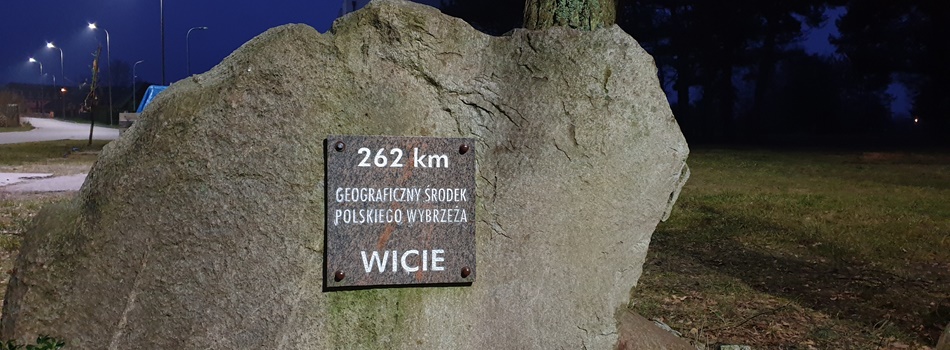 262 km
GEOGRAFICZNY ŚRODEK
POLSKIEGO WYBRZEŻA
WICIE